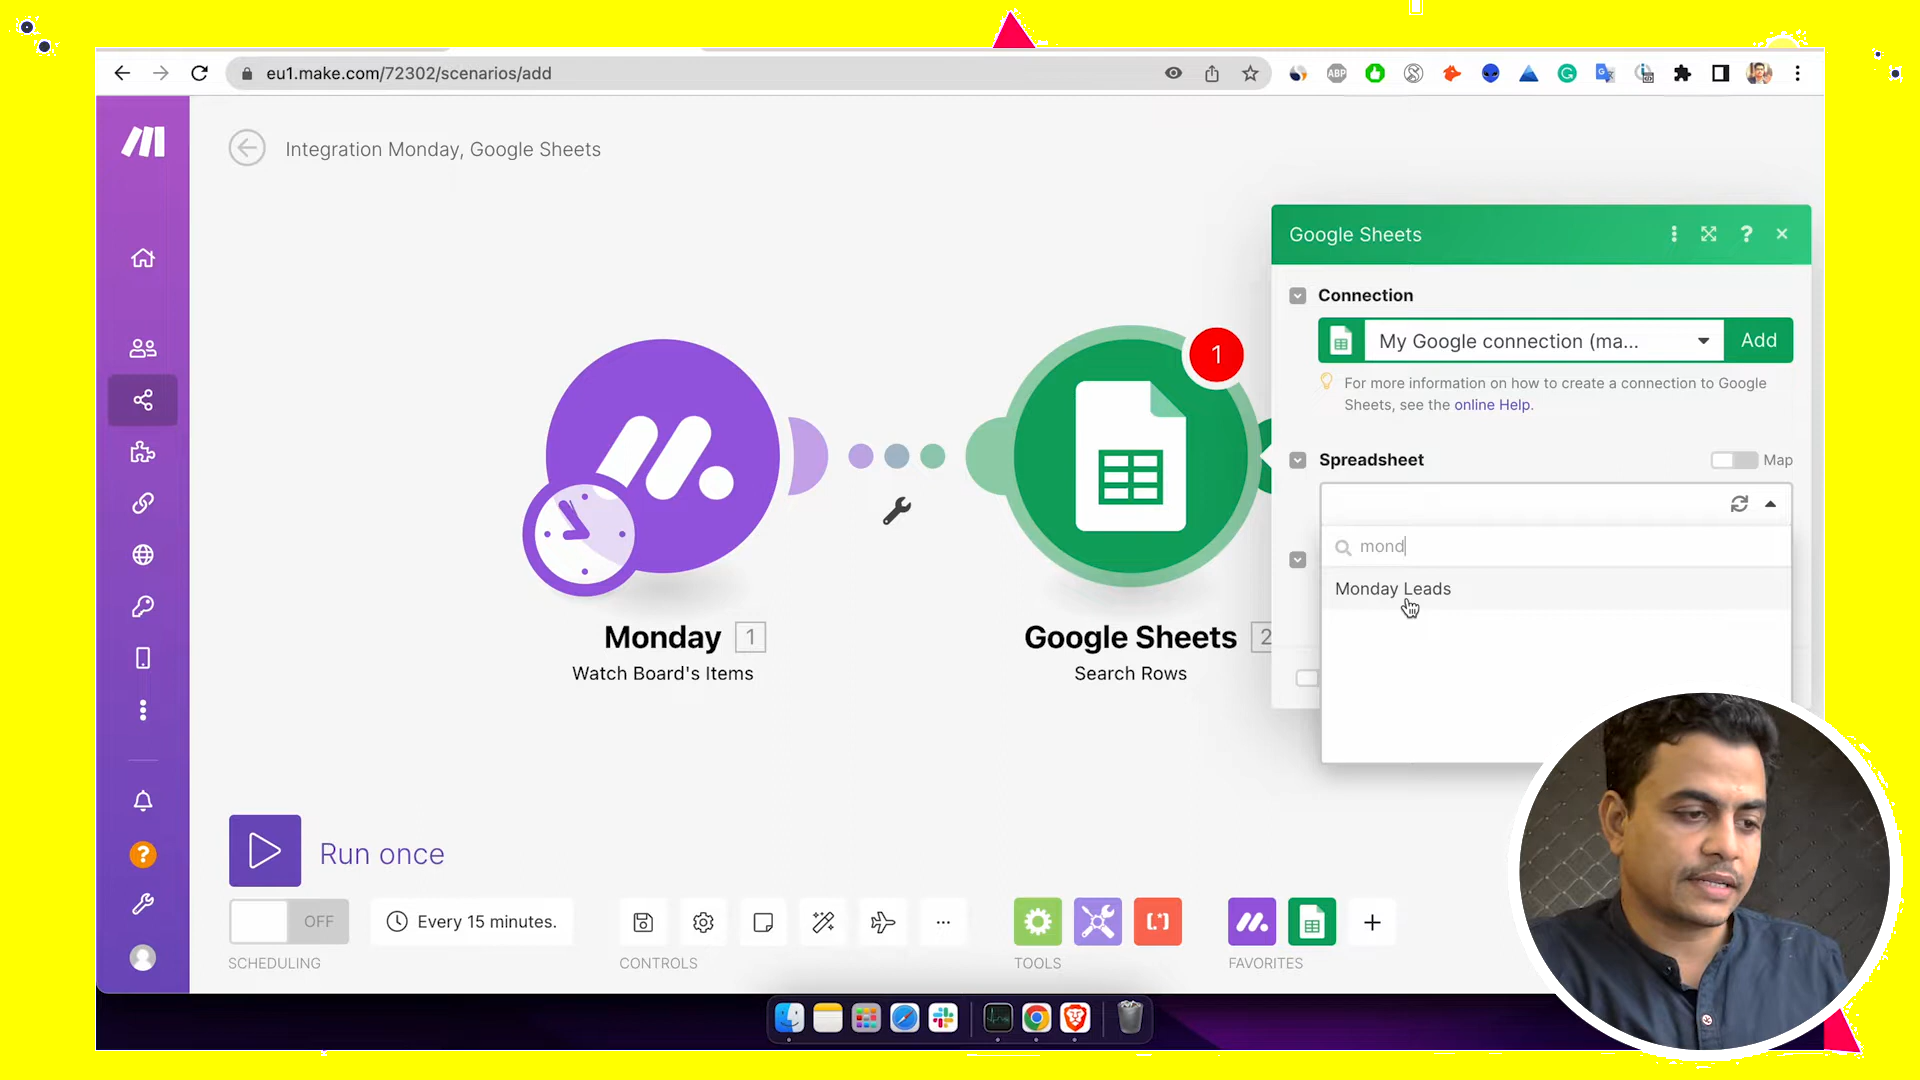 eu1.make.com/72302/scenarios/add
ABP
Integration Monday, Google Sheets
Google Sheets
?
Connection
My Google connection (ma...
Add
For more information on how to create a connection to Google
Sheets, see the online Help.
Spreadsheet
Map
mond
Monday Leads
1
Monday 1
Watch Board's Items
Google Sheets 2
Search Rows
Run once
OFF
Every 15 minutes.
SCHEDULING
CONTROLS
TOOLS
FAVORITES